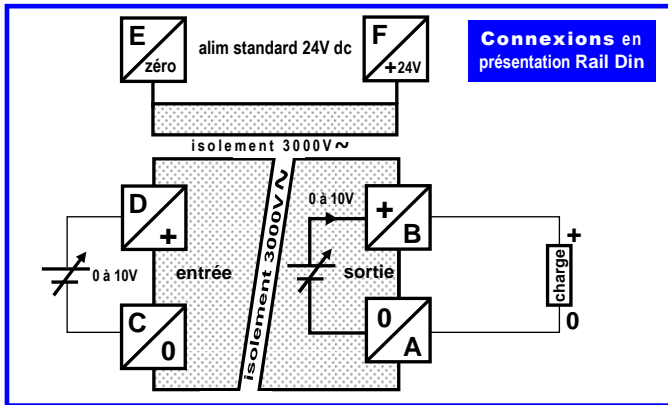 E
zéro
alim standard 24V dc
F
+24V
Connexions en
présentation Rail Din
isolement 3000V ~
D
+
0 à 10V
entrée
C
0
isolement 3000V ~
0 à 10V
+
B
sortie
0
A
+
charge
0